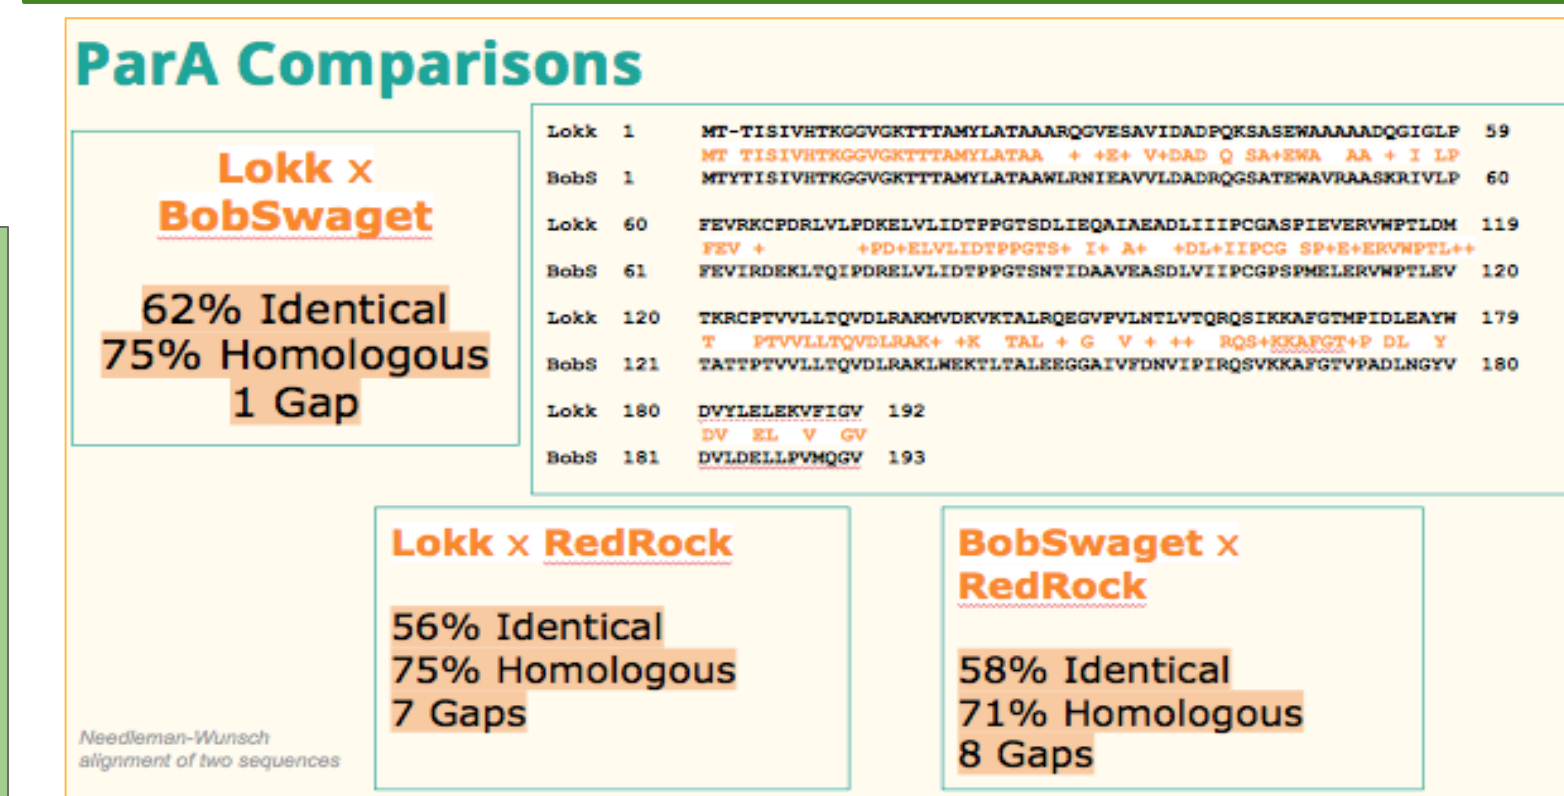 ParA Comparisons
Lokk x
BobSwaget
62% Identical
75% Homologous
1 Gap
Lokk 1 MT-TISIVHTKGGVGKTTTAMYLATAAARQGVESAVIDADPQKSASEWAAAAADQGIGLP 59
MT TISIVHTKGGVGKTTTAMYLATAA + +E+ V+DAD Q SA+EWA AA + I LP
BobS 1 MTYTISIVHTKGGVGKTTTAMYLATAAWLRNIEAVVLDADRQGSATEWAVRAASKRIVLP 60
Lokk 60 FEVRKCPDRLVLPDKELVLIDTPPGTSDLIEQAIAEADLIIIPCGASPIEVERVWPTLDM 119
FEV + +PD+ELVLIDTPPGTS+ I+ A+ +DL+IIPCG SP+E+ERVWPTL++
BobS 61 FEVIRDEKLTQIPDRELVLIDTPPGTSNTIDAAVEASDLVIIPCGPSPMELERVWPTLEV 120
Lokk 120 TKRCPTVVLLTQVDLRAKMVDKVKTALRQEGVPVLNTLVTQRQSIKKAFGTMPIDLEAYW 179
T PTVVLLTQVDLRAK+ +K TAL + G V + ++ RQS+KKAFGT+P DL Y
BobS 121 TATTPTVVLLTQVDLRAKLWEKTLTALEEGGAIVFDNVIPIRQSVKKAFGTVPADLNGYV 180
Lokk 180 DVYLELEKVFIGV 192
DV EL V GV
BobS 181 DVLDELLPVMQGV 193
Lokk x RedRock
56% Identical
75% Homologous
7 Gaps
BobSwaget x
RedRock
58% Identical
71% Homologous
8 Gaps
Needleman-Wunsch
alignment of two sequences